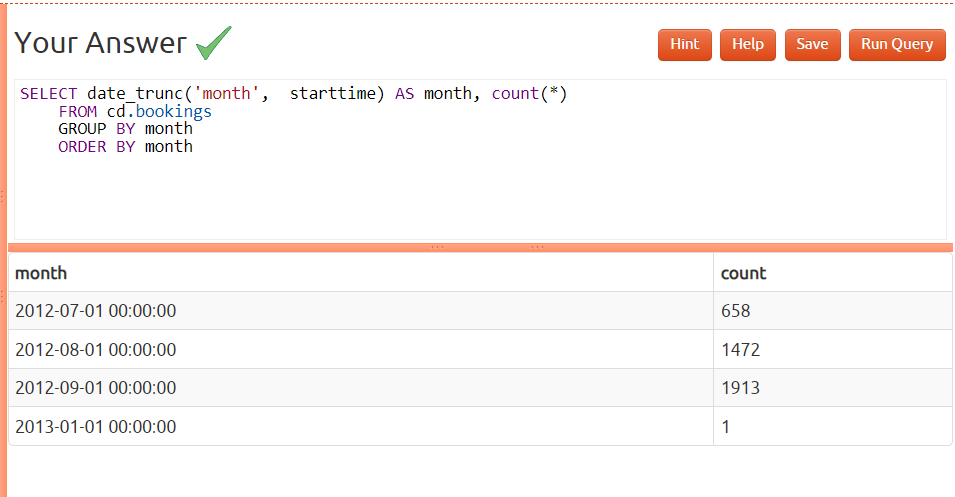 Your Answer
Hint Help Save Run Query
SELECT date_trunc('month',  starttime) AS month, count(*)
    FROM cd.bookings
    GROUP BY month
    ORDER BY month
month count
2012-07-01 00:00:00 658
2012-08-01 00:00:00 1472
2012-09-01 00:00:00 1913
2013-01-01 00:00:00 1